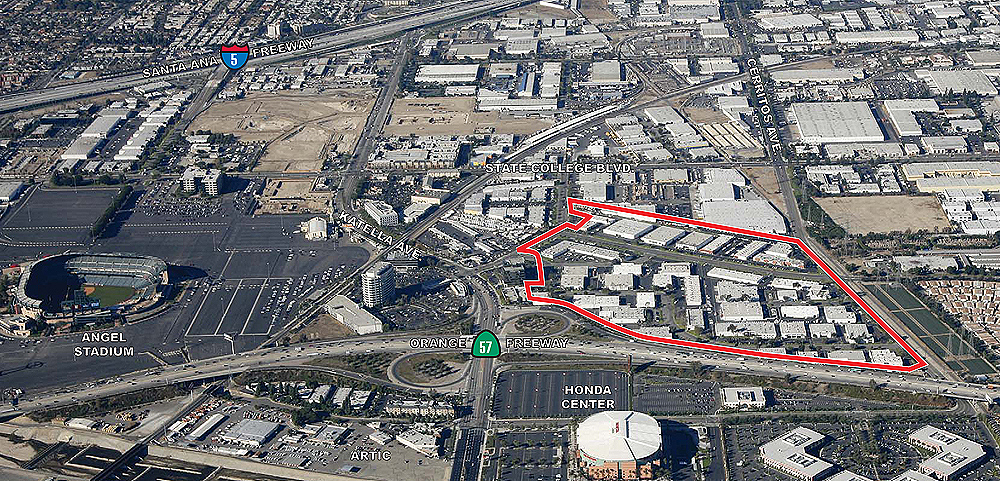 SANTA ANA 5 FREEWAY
CERRITOS AVE
STATE COLLEGE BLVD.
KATELLA AVE
ANGEL
STADIUM
ORANGE 57 FREEWAY
HONDA
CENTER
ARTIC